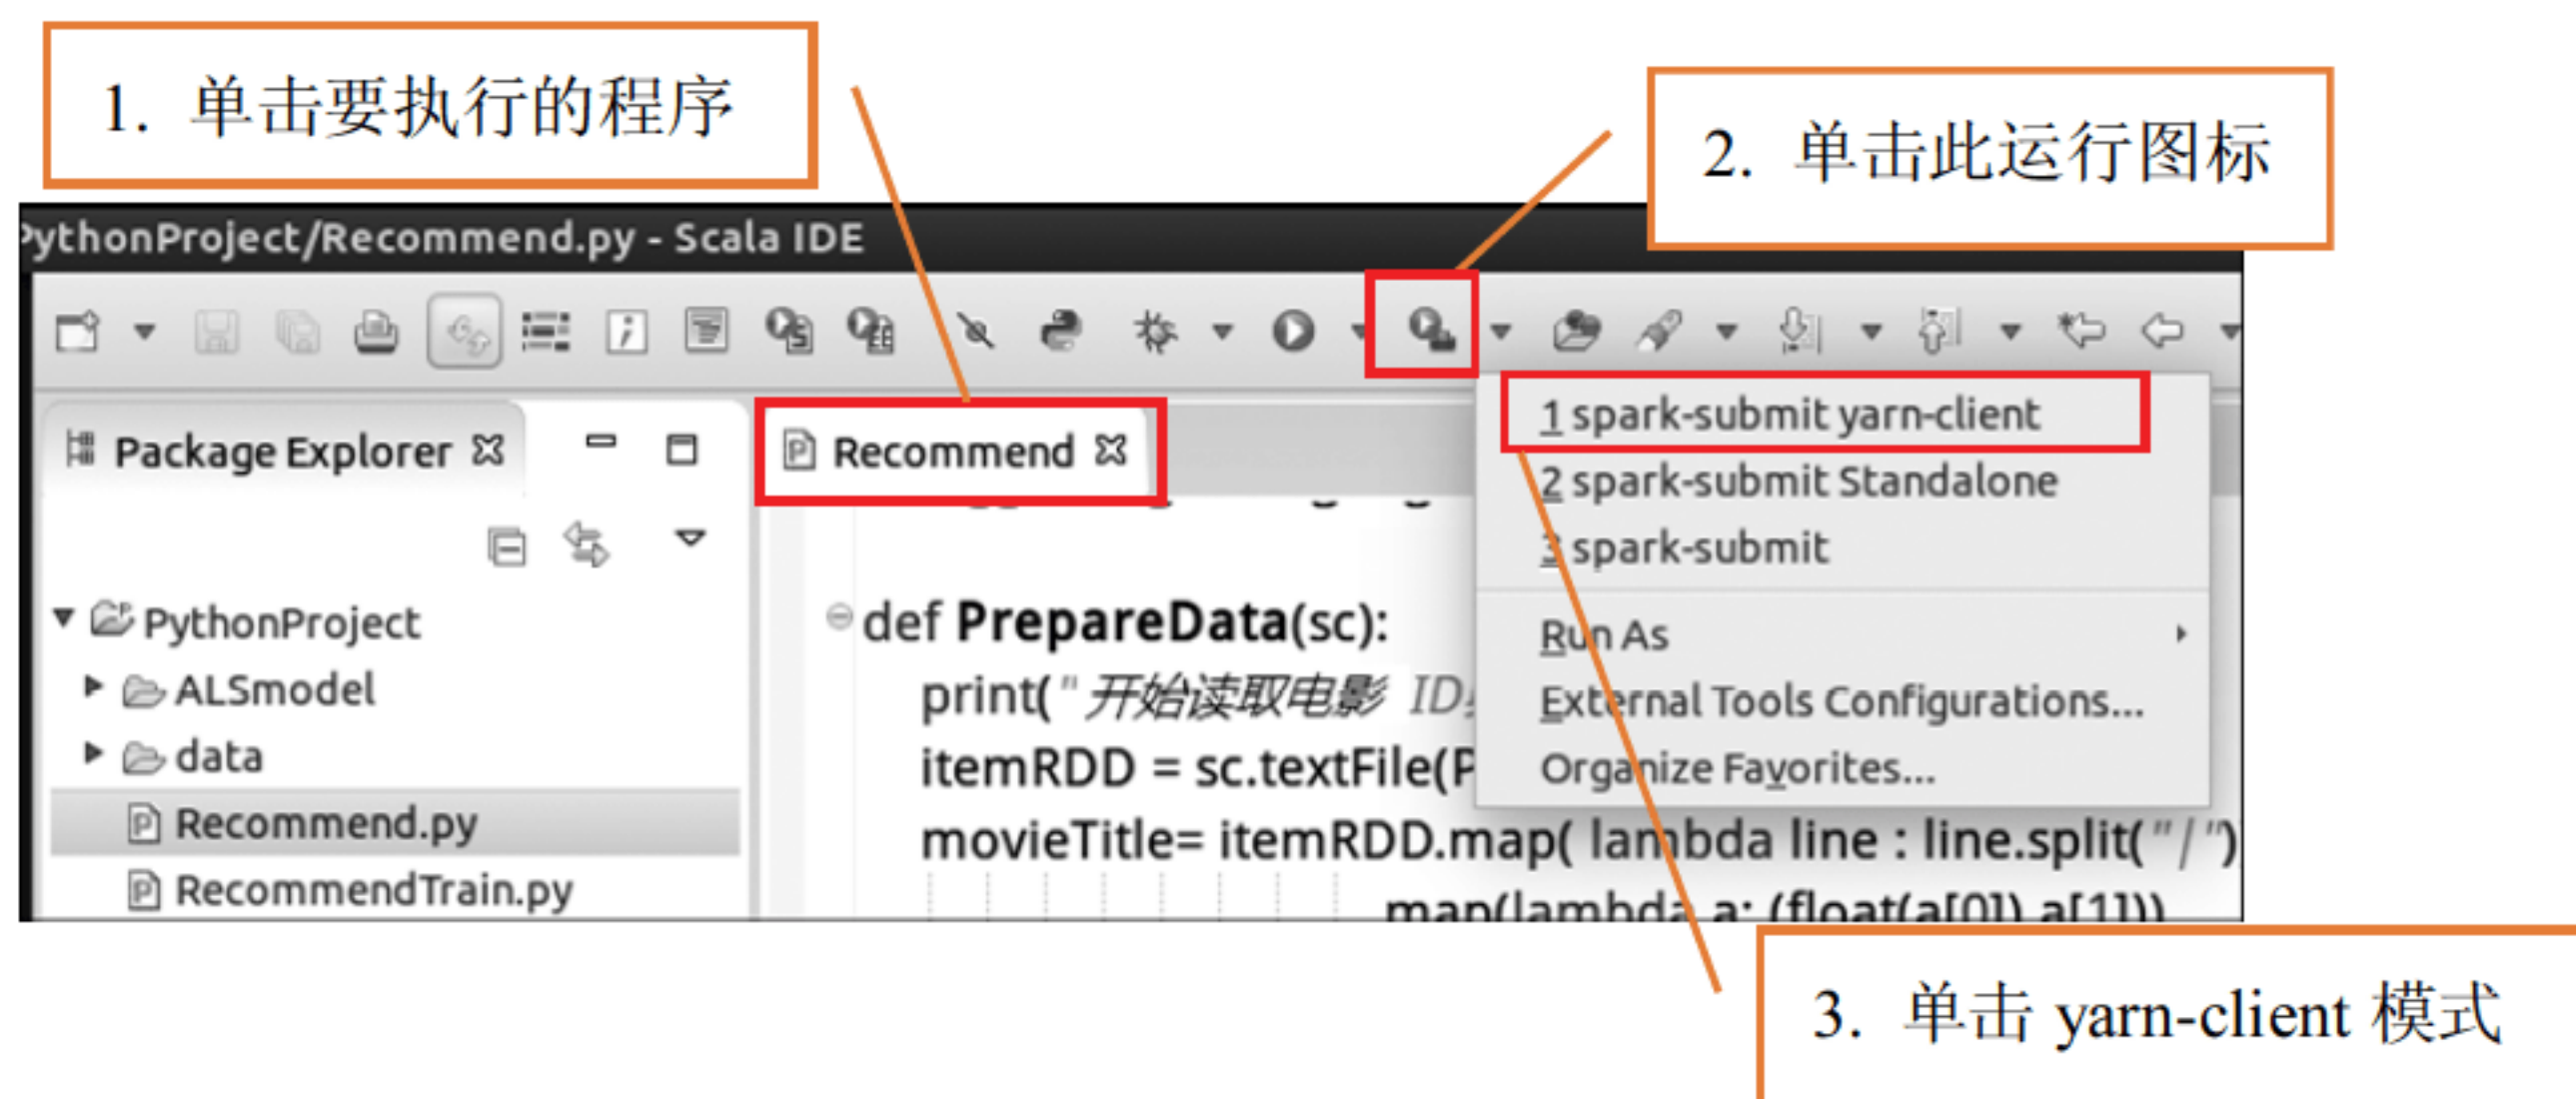 1. 单击要执行的程序
2. 单击此运行图标
PythonProject/Recommend.py - Scala IDE
Package Explorer
Recommend
1 spark-submit yarn-client
2 spark-submit Standalone
3 spark-submit
Run As
External Tools Configurations...
Organize Favorites...
PythonProject
ALSmodel
data
Recommend.py
RecommendTrain.py
def PrepareData(sc):
print("开始读取电影 ID
itemRDD = sc.textFile(P
movieTitle= itemRDD.map( lambda line : line.split("/")
map(lambda a: (float(a[0]),a[1]))
3. 单击 yarn-client 模式